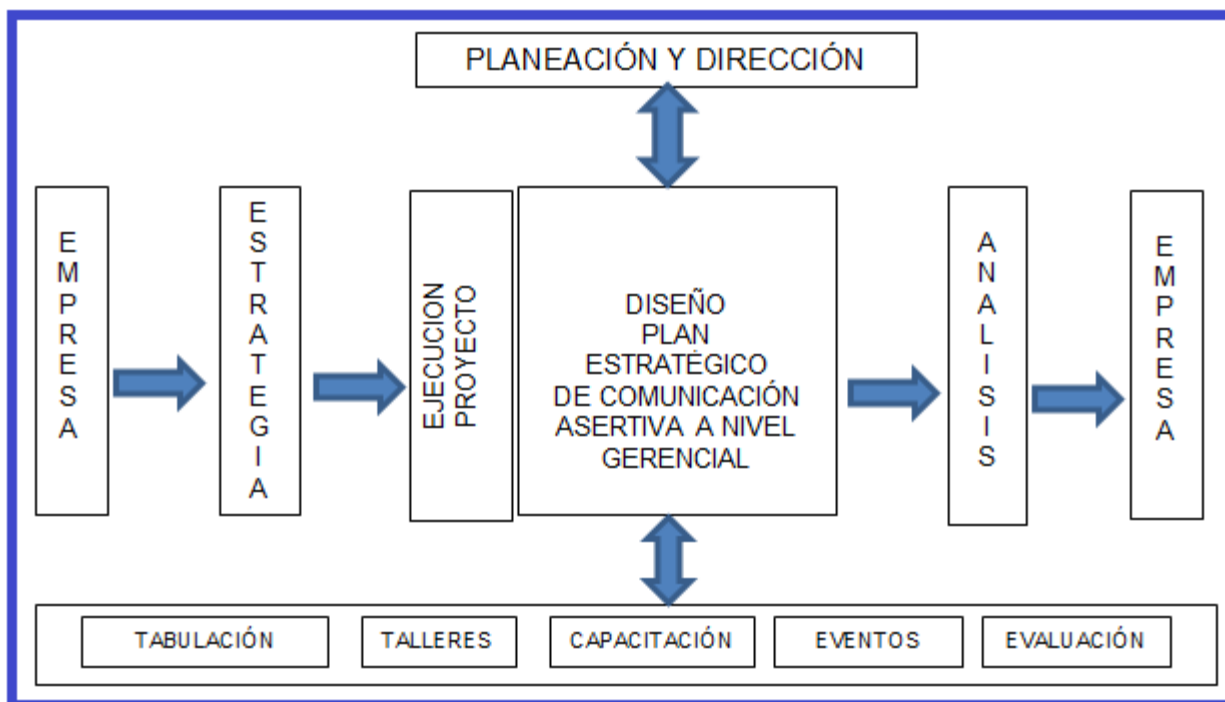 PLANEACIÓN Y DIRECCIÓN
EMPRESA
ESTRATEGIA
EJECUCION
PROYECTO
DISEÑO
PLAN
ESTRATÉGICO
DE COMUNICACIÓN
ASERTIVA A NIVEL
GERENCIAL
ANALISIS
EMPRESA
TABULACIÓN
TALLERES
CAPACITACIÓN
EVENTOS
EVALUACIÓN